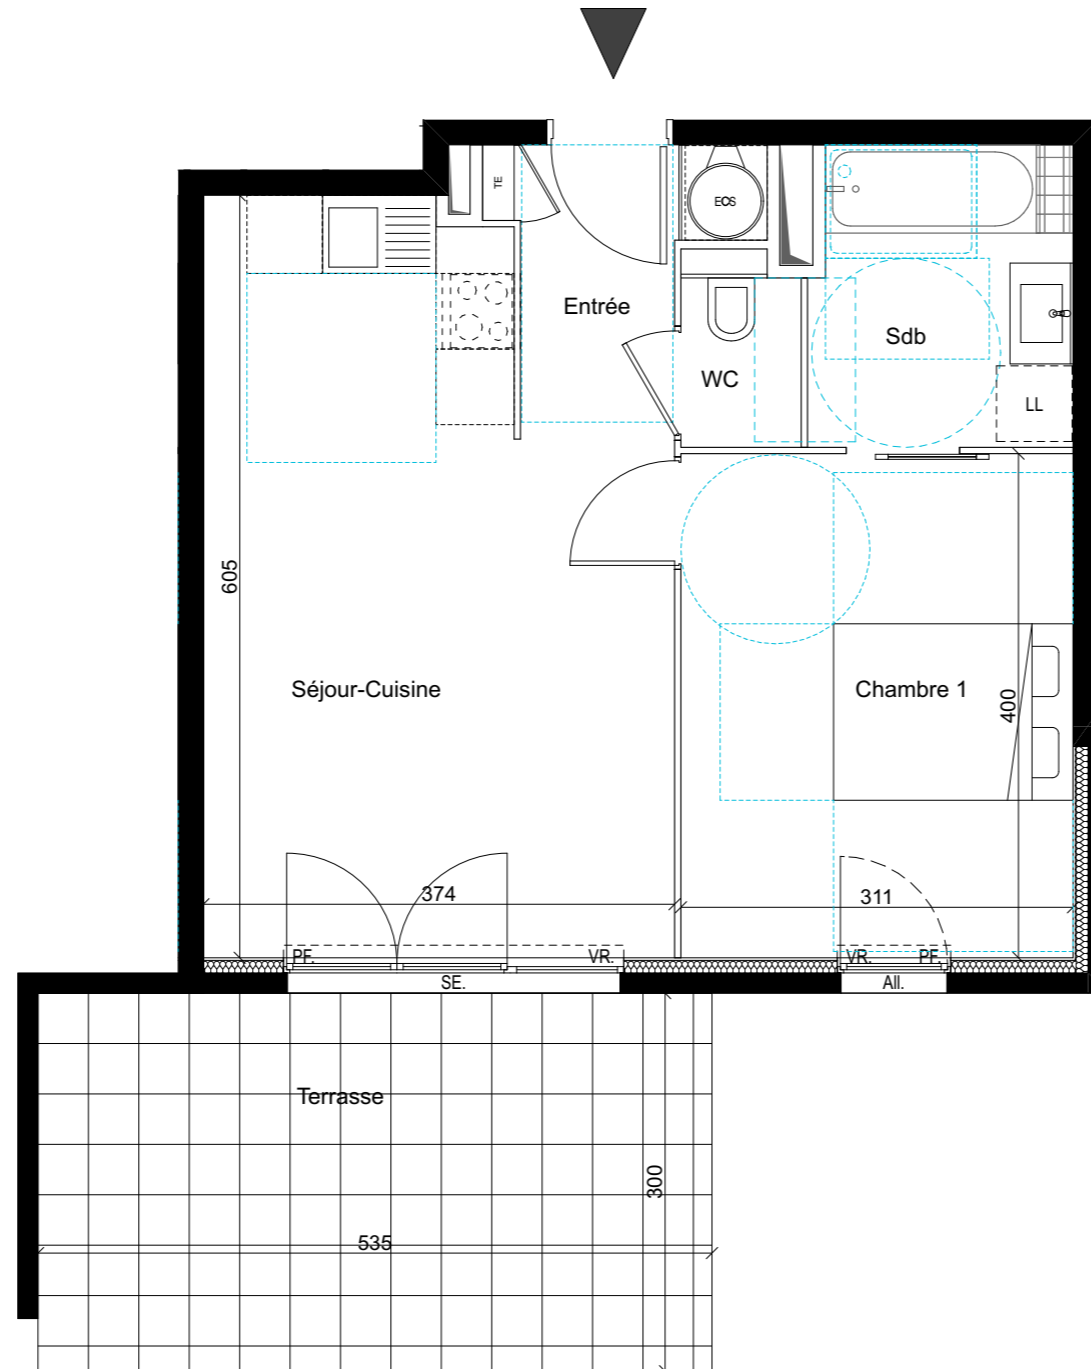 TE
ECS
Entrée
Sdb
WC
LL
605
Séjour-Cuisine
Chambre 1
400
374
311
PF.
VR.
VR.
PF.
SE.
All.
Terrasse
300
535